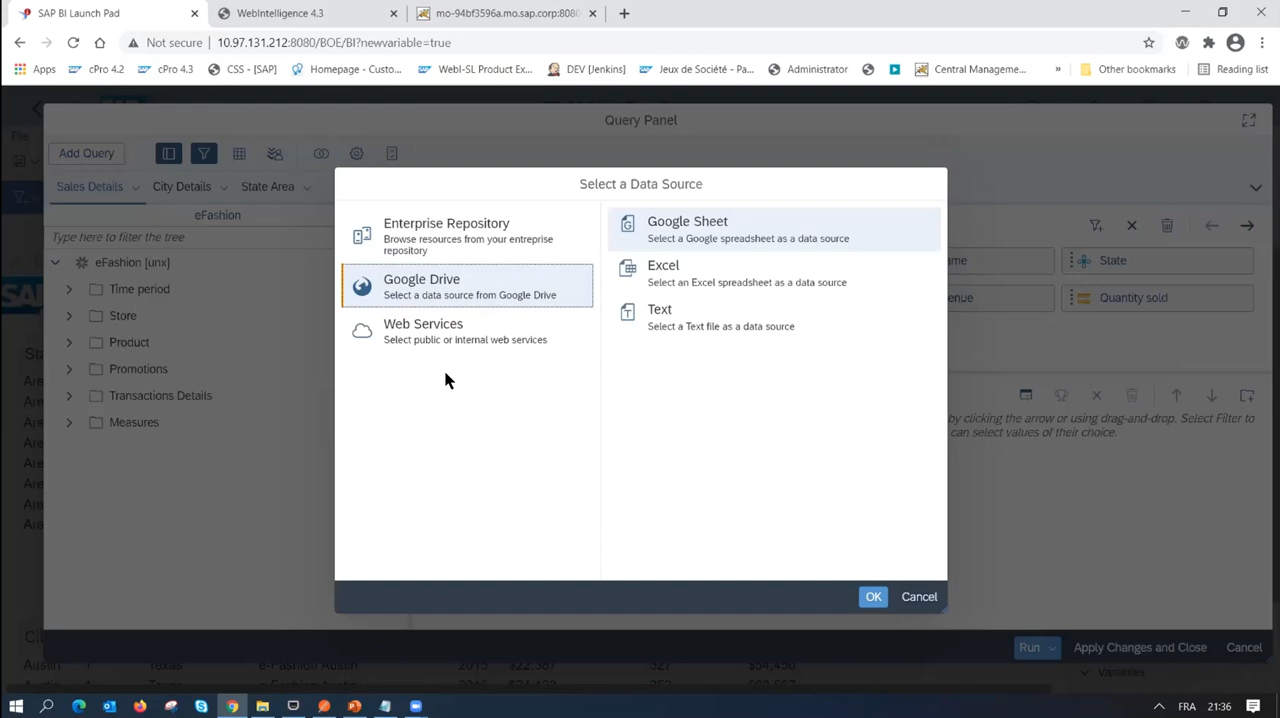 SAP BI Launch Pad
WebIntelligence 4.3
mo-94bf3596a.mo.sap.corp:8080
Not secure
10.97.131.212:8080/BOE/BI?newvariable=true
Apps
cPro 4.2
cPro 4.3
CSS - [SAP]
Homepage - Custo...
WebI-SL Product Ex...
DEV [Jenkins]
Jeux de Société - Pa...
Administrator
Central Manageme...
»
Other bookmarks
Reading list
File
Query Panel
Add Query
Sales Details
City Details
State Area
Select a Data Source
eFashion
Type here to filter the tree
Enterprise Repository
Browse resources from your entreprise
repository
Google Sheet
Select a Google spreadsheet as a data source
eFashion [unx]
ame
State
Time period
Google Drive
Select a data source from Google Drive
Excel
Select an Excel spreadsheet as a data source
SAP
enue
Quantity sold
Store
Web Services
Select public or internal web services
Text
Select a Text file as a data source
Product
Promotions
Transactions Details
Measures
by clicking the arrow or using drag-and-drop. Select Filter to
can select values of their choice.
OK
Cancel
Run
Apply Changes and Close
Cancel
Austin
1
Texas
e-Fashion Austin
2015
$22,387
327
$54,450
Variables
FRA
21:36